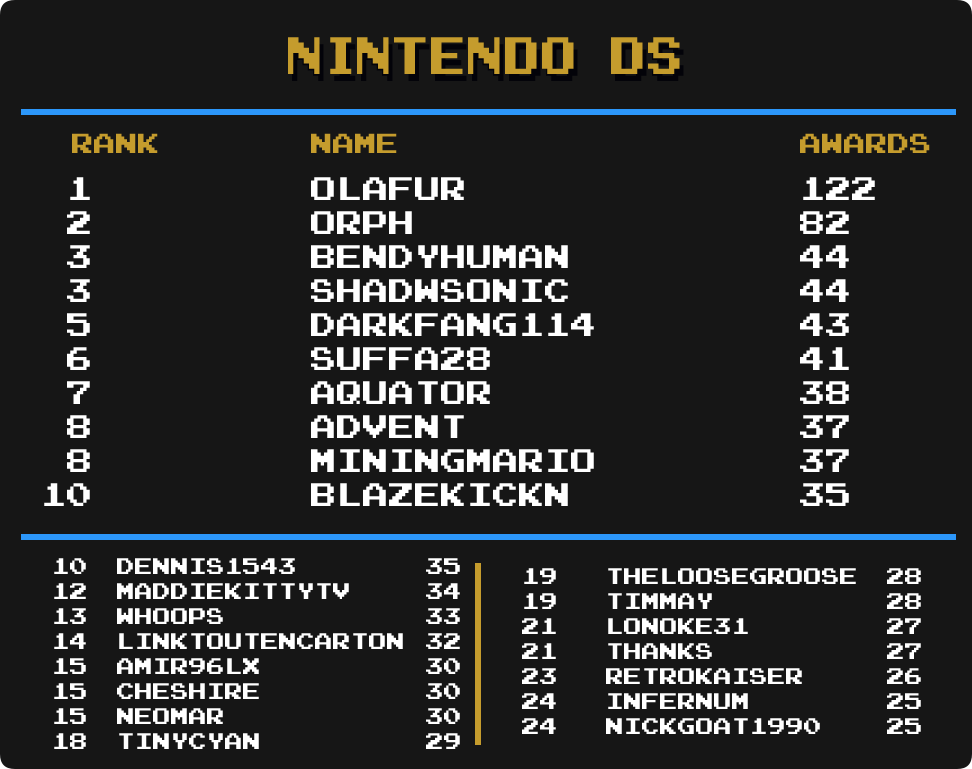 NINTENDO DS
RANK NAME AWARDS
1 OLAFUR 122
2 ORPH 82
3 BENDYHUMAN 44
3 SHADWSONIC 44
5 DARKFANG114 43
6 SUFFA28 41
7 AQUATOR 38
8 ADVENT 37
8 MININGMARIO 37
10 BLAZEKICKN 35
10 DENNIS1543 35
12 MADDIEKITTYTV 34
13 WHOOPS 33
14 LINKTOUTENCARTON 32
15 AMIR96LX 30
15 CHESHIRE 30
15 NEOMAR 30
18 TINYCYAN 29
19 THELOOSEGROOSE 28
19 TIMMAY 28
21 LONOKE31 27
21 THANKS 27
23 RETROKAISER 26
24 INFERNUM 25
24 NICKGOAT1990 25